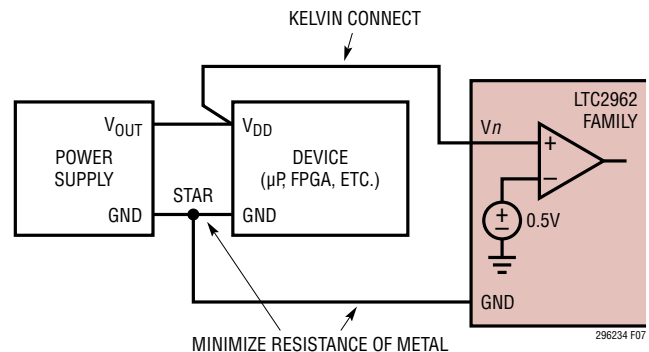 KELVIN CONNECT
LTC2962
FAMILY
VOUT
VDD
Vn
+
POWER
SUPPLY
DEVICE
(µP, FPGA, ETC.)
–
STAR
+
–
0.5V
GND
GND
GND
MINIMIZE RESISTANCE OF METAL
296234 F07